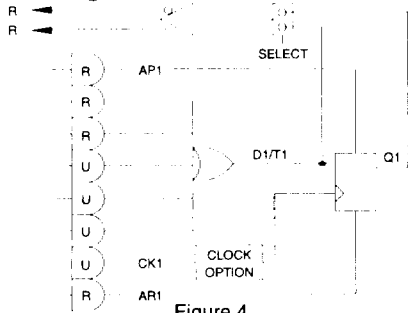 R
R
SELECT
R AP1
R
R
U D1/T1 Q1
U
U
U CK1 CLOCK OPTION
R AR1
Figure 4